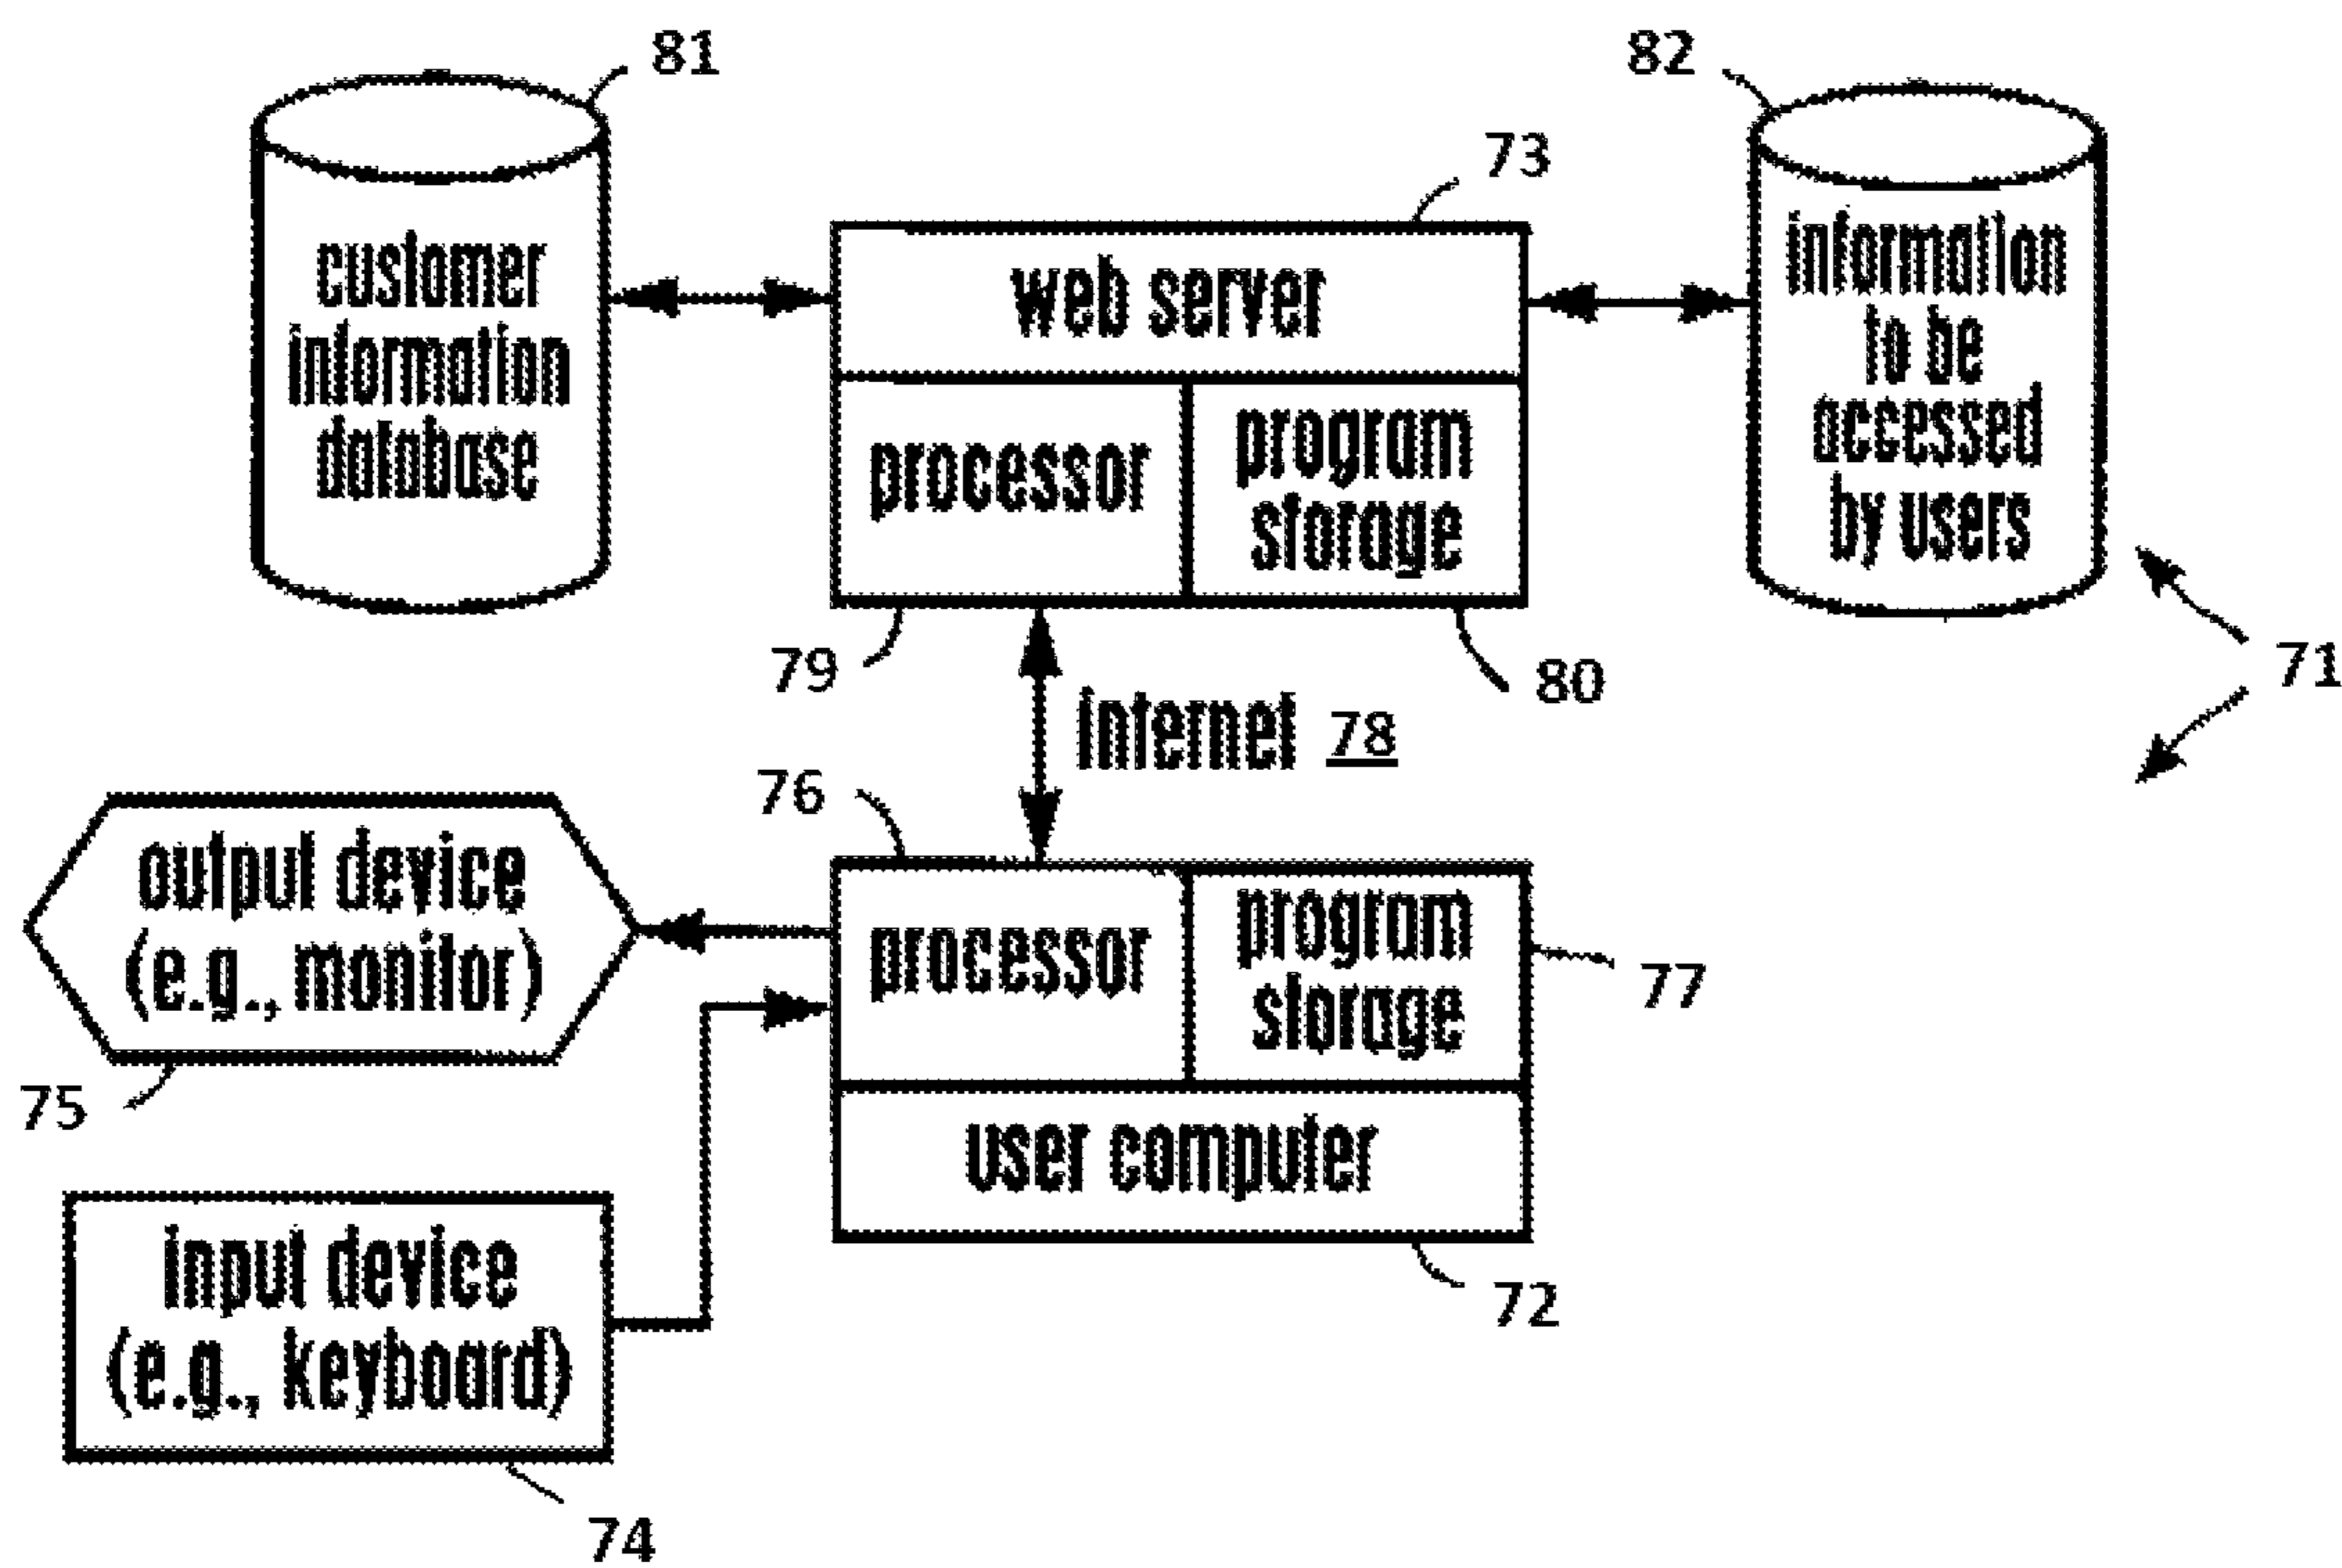 81
82
73
customer
information
database
web server
information
to be
accessed
by users
processor
program
storage
79
80
71
internet 78
76
output device
(e.g., monitor)
processor
program
storage
77
75
user computer
input device
(e.g., keyboard)
72
74